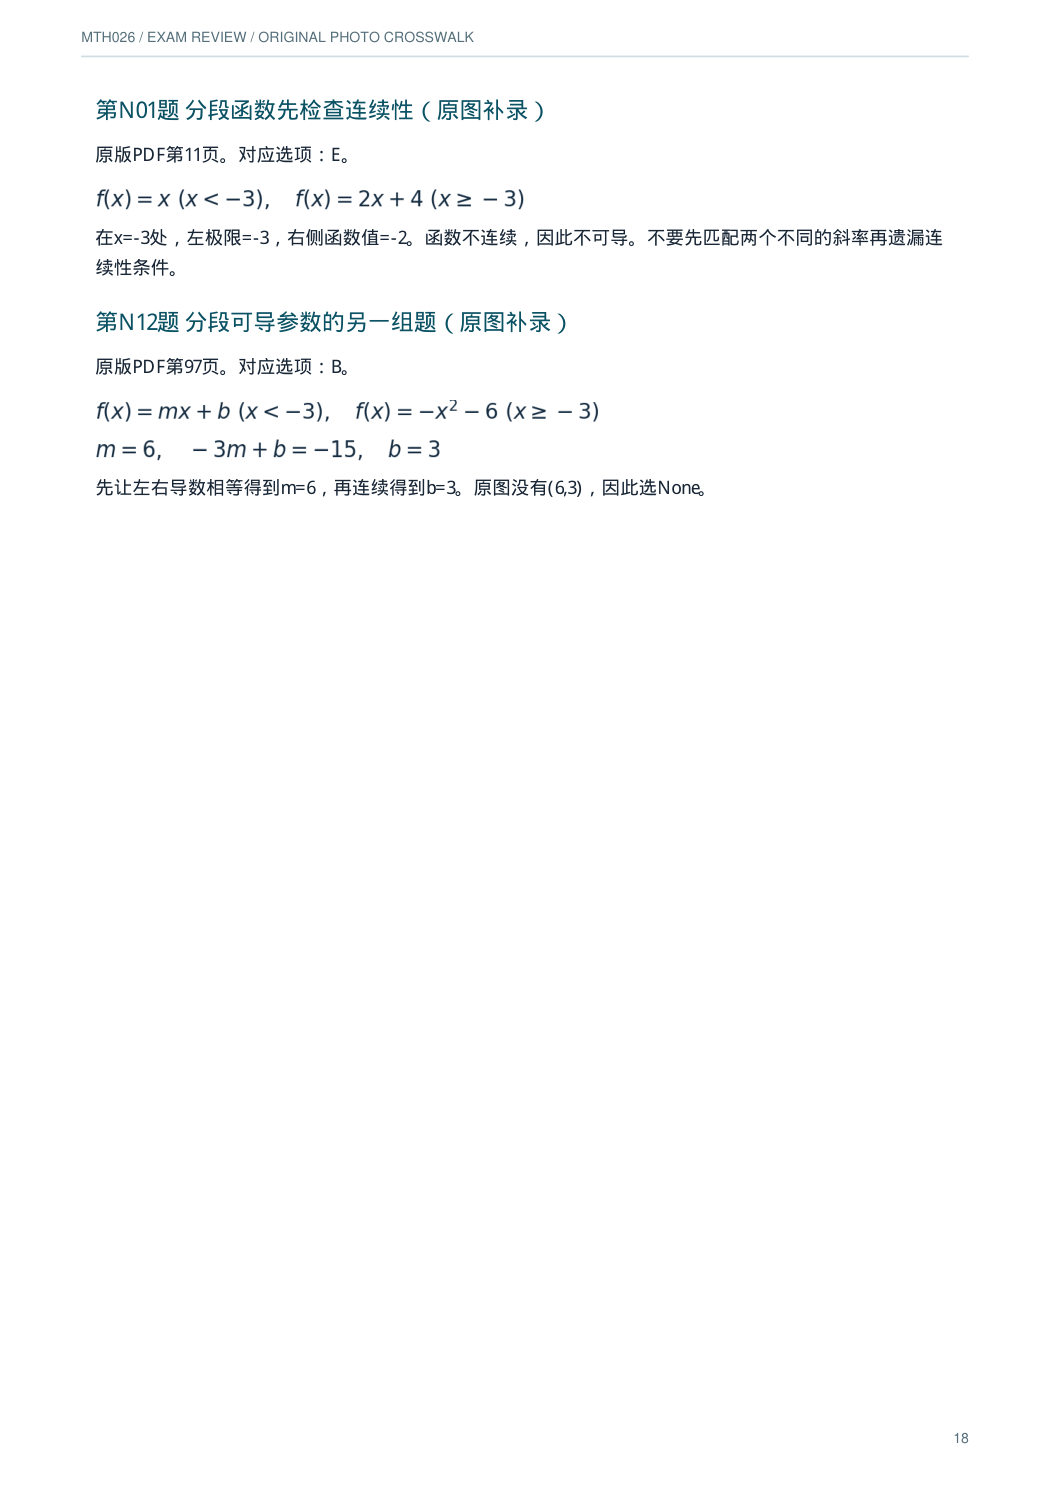 MTH026 / EXAM REVIEW / ORIGINAL PHOTO CROSSWALK
第N01题 分段函数先检查连续性（原图补录）
原版PDF第11页。对应选项：E。
f(x) = x (x < −3),　f(x) = 2x + 4 (x ≥ − 3)
在x=-3处，左极限=-3，右侧函数值=-2。函数不连续，因此不可导。不要先匹配两个不同的斜率再遗漏连
续性条件。
第N12题 分段可导参数的另一组题（原图补录）
原版PDF第97页。对应选项：B。
f(x) = mx + b (x < −3),　f(x) = −x² − 6 (x ≥ − 3)
m = 6,　− 3m + b = −15,　b = 3
先让左右导数相等得到m=6，再连续得到b=3。原图没有(6,3)，因此选None。
18